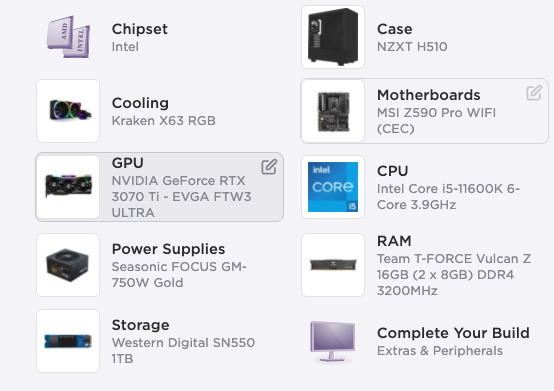 Chipset
Intel
AMD
INTEL
Case
NZXT H510
Cooling
Kraken X63 RGB
Motherboards
MSI Z590 Pro WIFI
(CEC)
GPU
NVIDIA GeForce RTX
3070 Ti - EVGA FTW3
ULTRA
CPU
Intel Core i5-11600K 6-
Core 3.9GHz
intel
CORE i5
Power Supplies
Seasonic FOCUS GM-
750W Gold
RAM
Team T-FORCE Vulcan Z
16GB (2 x 8GB) DDR4
3200MHz
Storage
Western Digital SN550
1TB
Complete Your Build
Extras & Peripherals